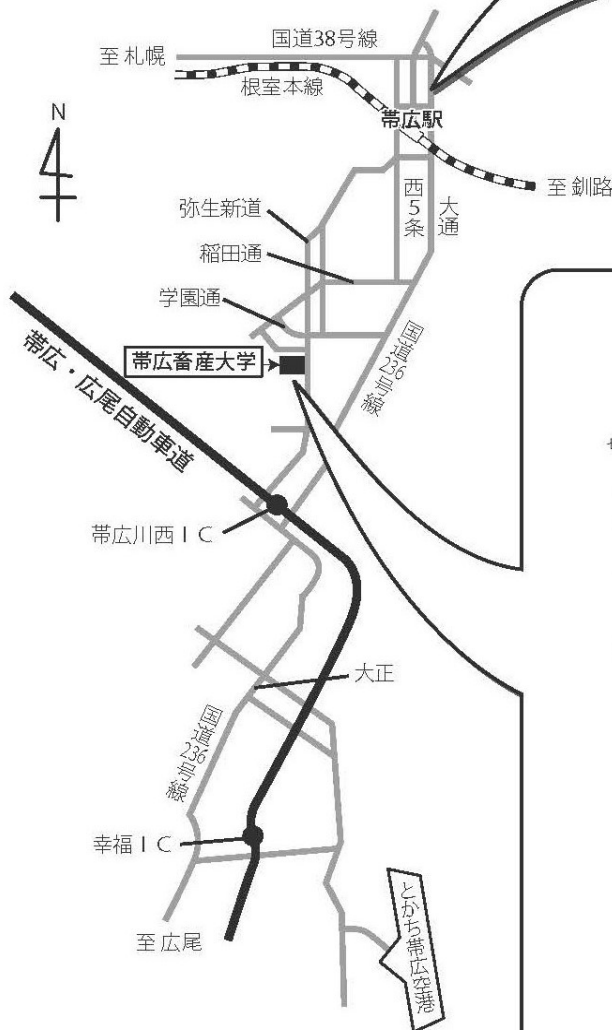 国道38号線
至 札幌
根室本線
N
帯広駅
至 釧路
西5条
大通
弥生新道
稲田通
学園通
国道236号線
帯広畜産大学
帯広・広尾自動車道
帯広川西ＩＣ
大正
国道236号線
幸福ＩＣ
とかち帯広空港
至 広尾